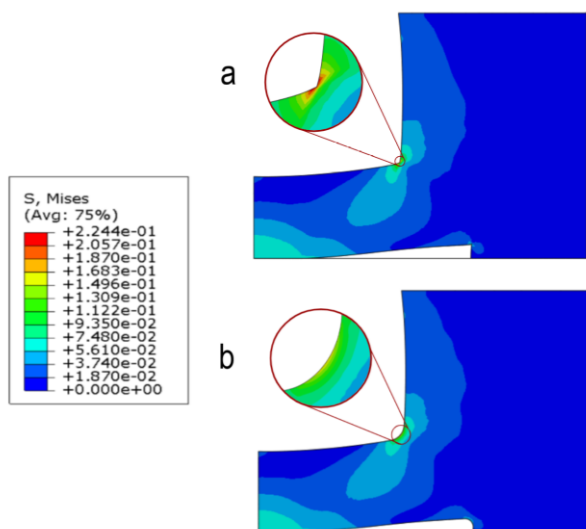 a
S, Mises
(Avg: 75%)
+2.244e-01
+2.057e-01
+1.870e-01
+1.683e-01
+1.496e-01
+1.309e-01
+1.122e-01
+9.350e-02
+7.480e-02
+5.610e-02
+3.740e-02
+1.870e-02
+0.000e+00
b